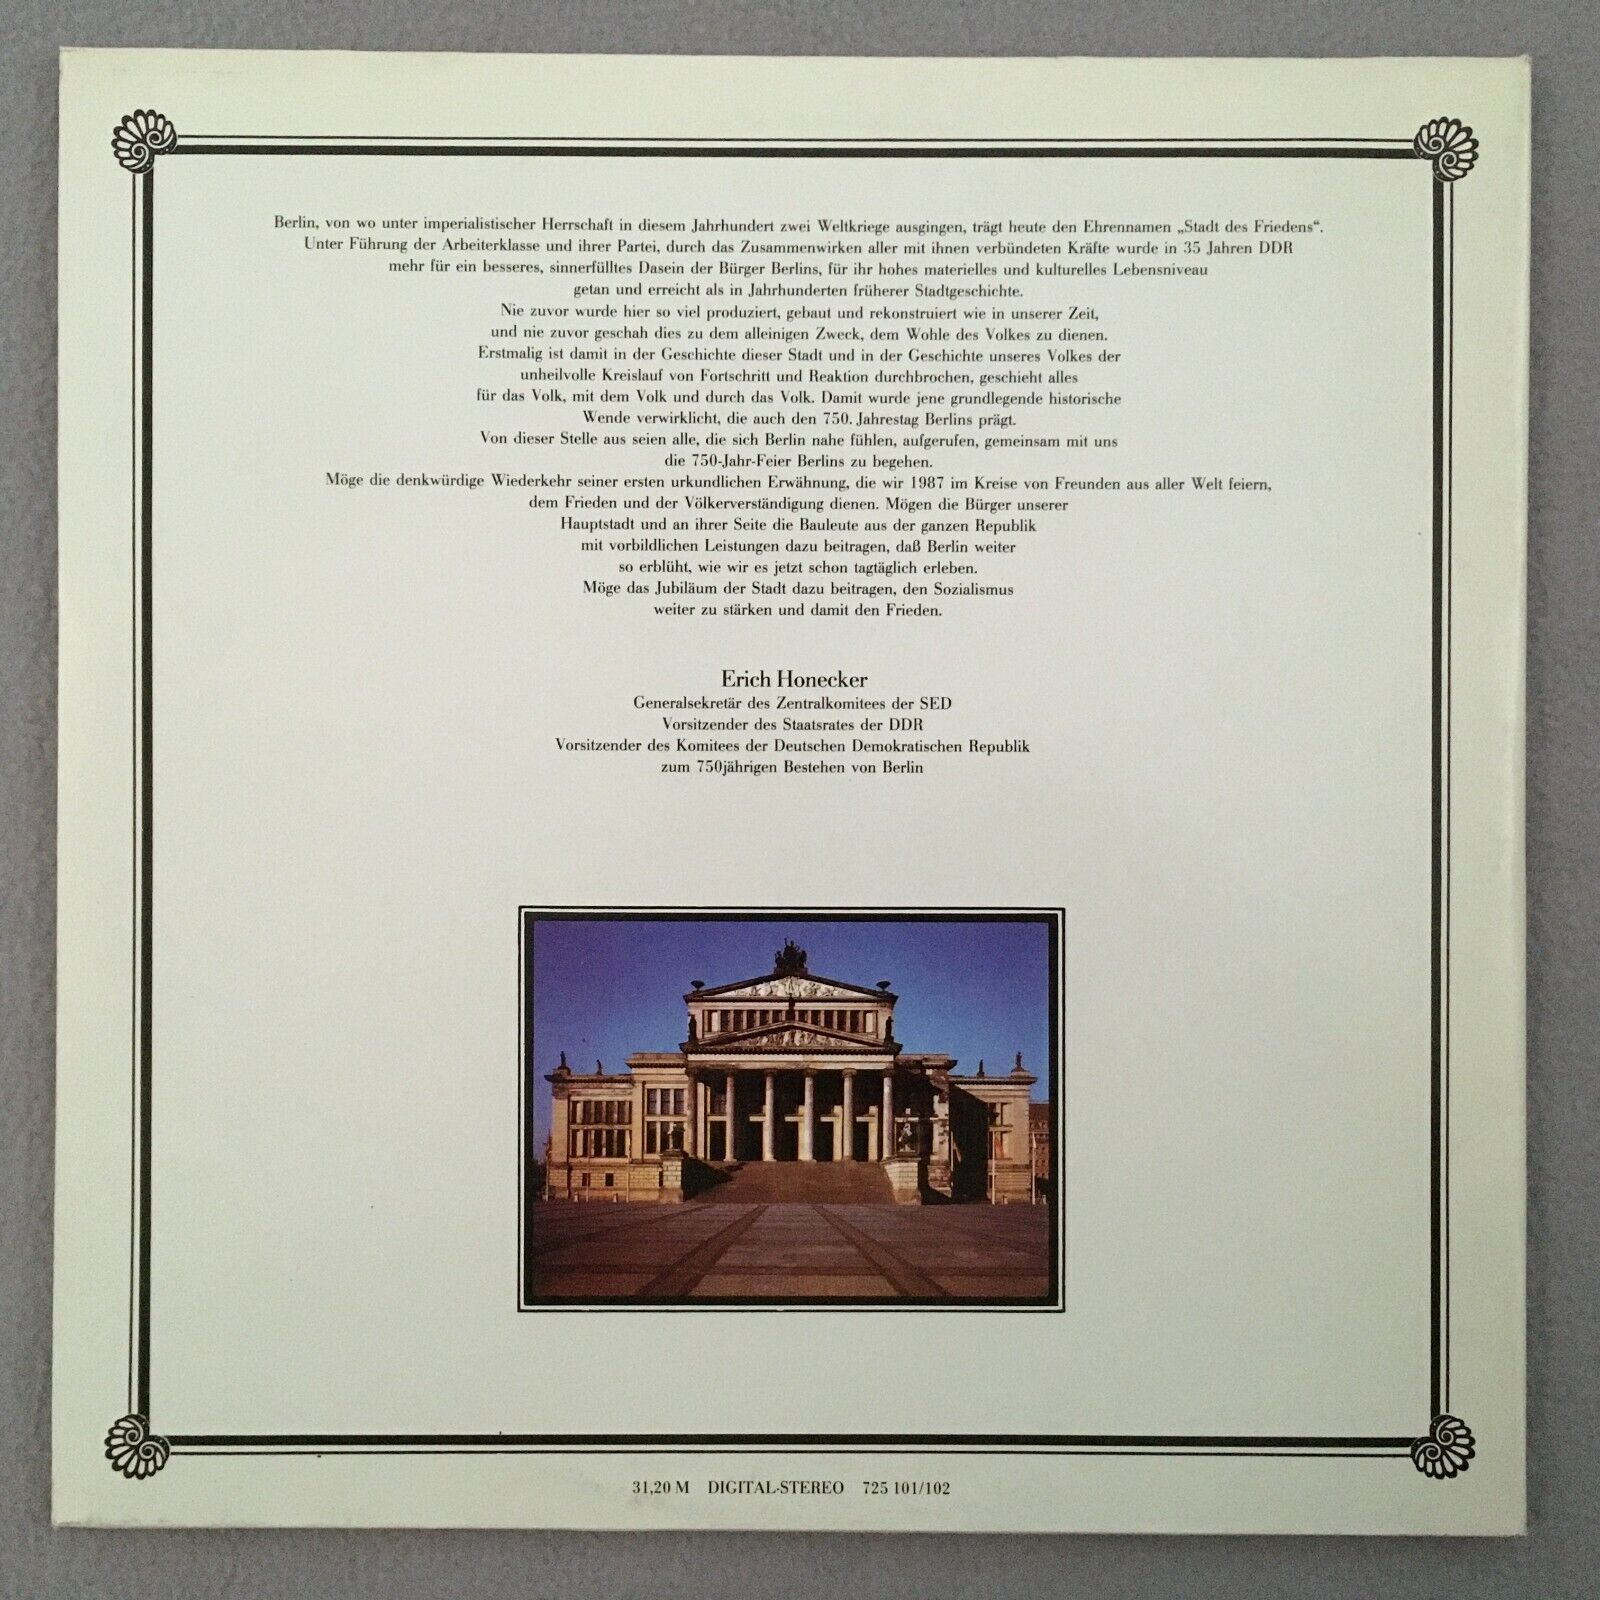 Berlin, von wo unter imperialistischer Herrschaft in diesem Jahrhundert zwei Weltkriege ausgingen, trägt heute den Ehrennamen „Stadt des Friedens“.
Unter Führung der Arbeiterklasse und ihrer Partei, durch das Zusammenwirken aller mit ihnen verbündeten Kräfte wurde in 35 Jahren DDR
mehr für ein besseres, sinnerfülltes Dasein der Bürger Berlins, für ihr hohes materielles und kulturelles Lebensniveau
getan und erreicht als in Jahrhunderten früherer Stadtgeschichte.
Nie zuvor wurde hier so viel produziert, gebaut und rekonstruiert wie in unserer Zeit,
und nie zuvor geschah dies zu dem alleinigen Zweck, dem Wohle des Volkes zu dienen.
Erstmalig ist damit in der Geschichte dieser Stadt und in der Geschichte unseres Volkes der
unheilvolle Kreislauf von Fortschritt und Reaktion durchbrochen, geschieht alles
für das Volk, mit dem Volk und durch das Volk. Damit wurde jene grundlegende historische
Wende verwirklicht, die auch den 750. Jahrestag Berlins prägt.
Von dieser Stelle aus seien alle, die sich Berlin nahe fühlen, aufgerufen, gemeinsam mit uns
die 750-Jahr-Feier Berlins zu begehen.
Möge die denkwürdige Wiederkehr seiner ersten urkundlichen Erwähnung, die wir 1987 im Kreise von Freunden aus aller Welt feiern,
dem Frieden und der Völkerverständigung dienen. Mögen die Bürger unserer
Hauptstadt und an ihrer Seite die Bauleute aus der ganzen Republik
mit vorbildlichen Leistungen dazu beitragen, daß Berlin weiter
so erblüht, wie wir es jetzt schon tagtäglich erleben.
Möge das Jubiläum der Stadt dazu beitragen, den Sozialismus
weiter zu stärken und damit den Frieden.
Erich Honecker
Generalsekretär des Zentralkomitees der SED
Vorsitzender des Staatsrates der DDR
Vorsitzender des Komitees der Deutschen Demokratischen Republik
zum 750jährigen Bestehen von Berlin
31,20 M DIGITAL-STEREO 725 101/102